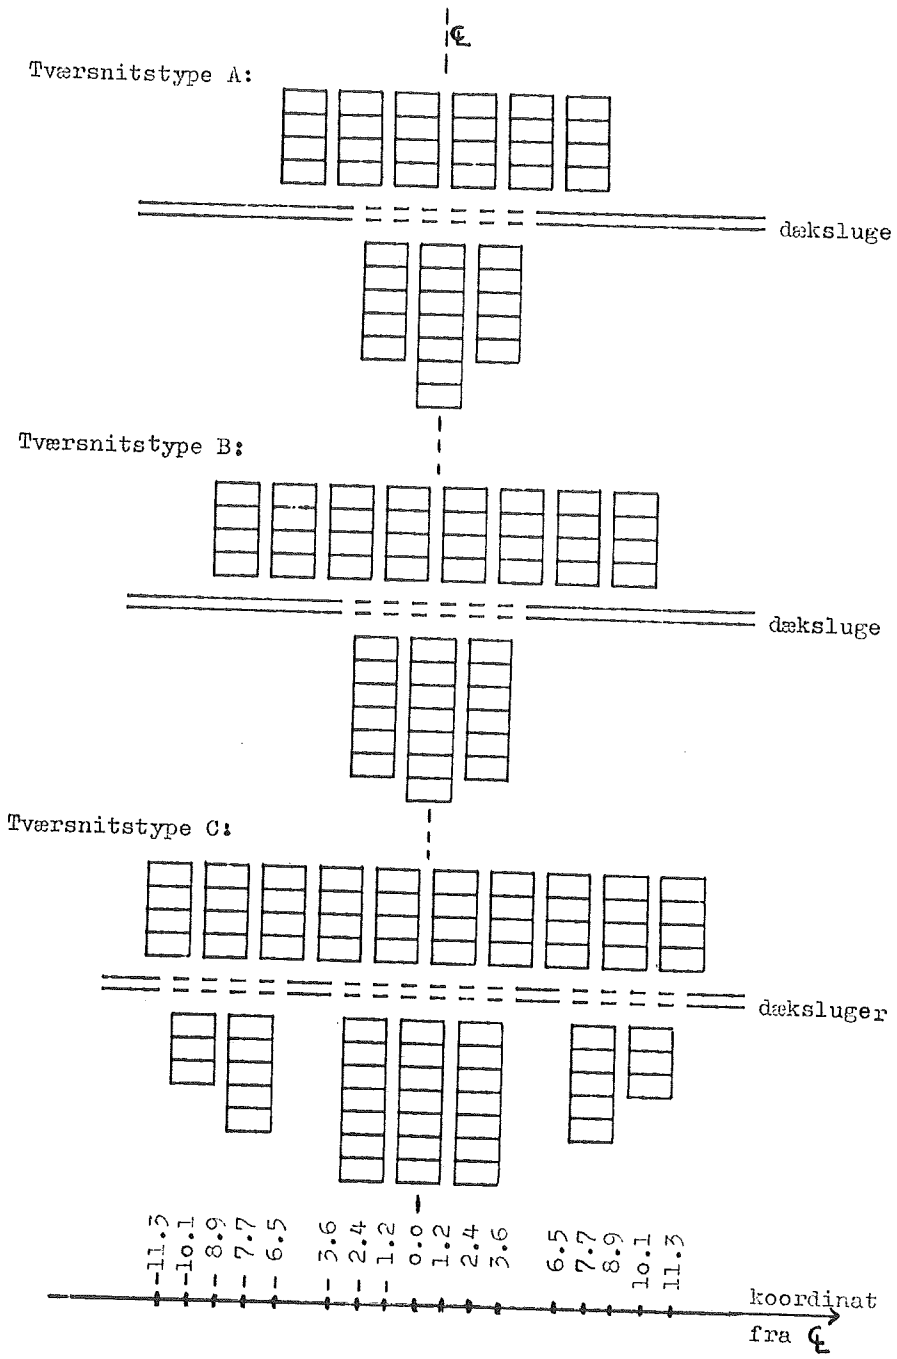 ℄
Tværsnitstype A:
dæksluge
Tværsnitstype B:
dæksluge
Tværsnitstype C:
dæksluger
-11.3 -10.1 -8.9 -7.7 -6.5 -3.6 -2.4 -1.2 0.0 1.2 2.4 3.6 6.5 7.7 8.9 10.1 11.3
koordinat
fra ℄